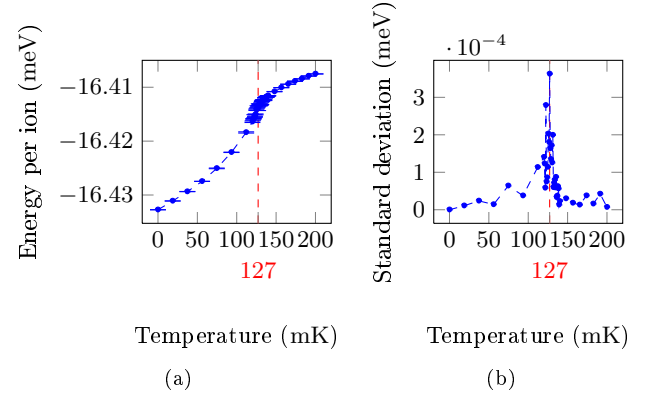 Energy per ion (meV)
−16.41
−16.42
−16.43
0 50 100 150 200
127
Temperature (mK)
(a)
Standard deviation (meV)
·10−4
3
2
1
0
0 50 100 150 200
127
Temperature (mK)
(b)